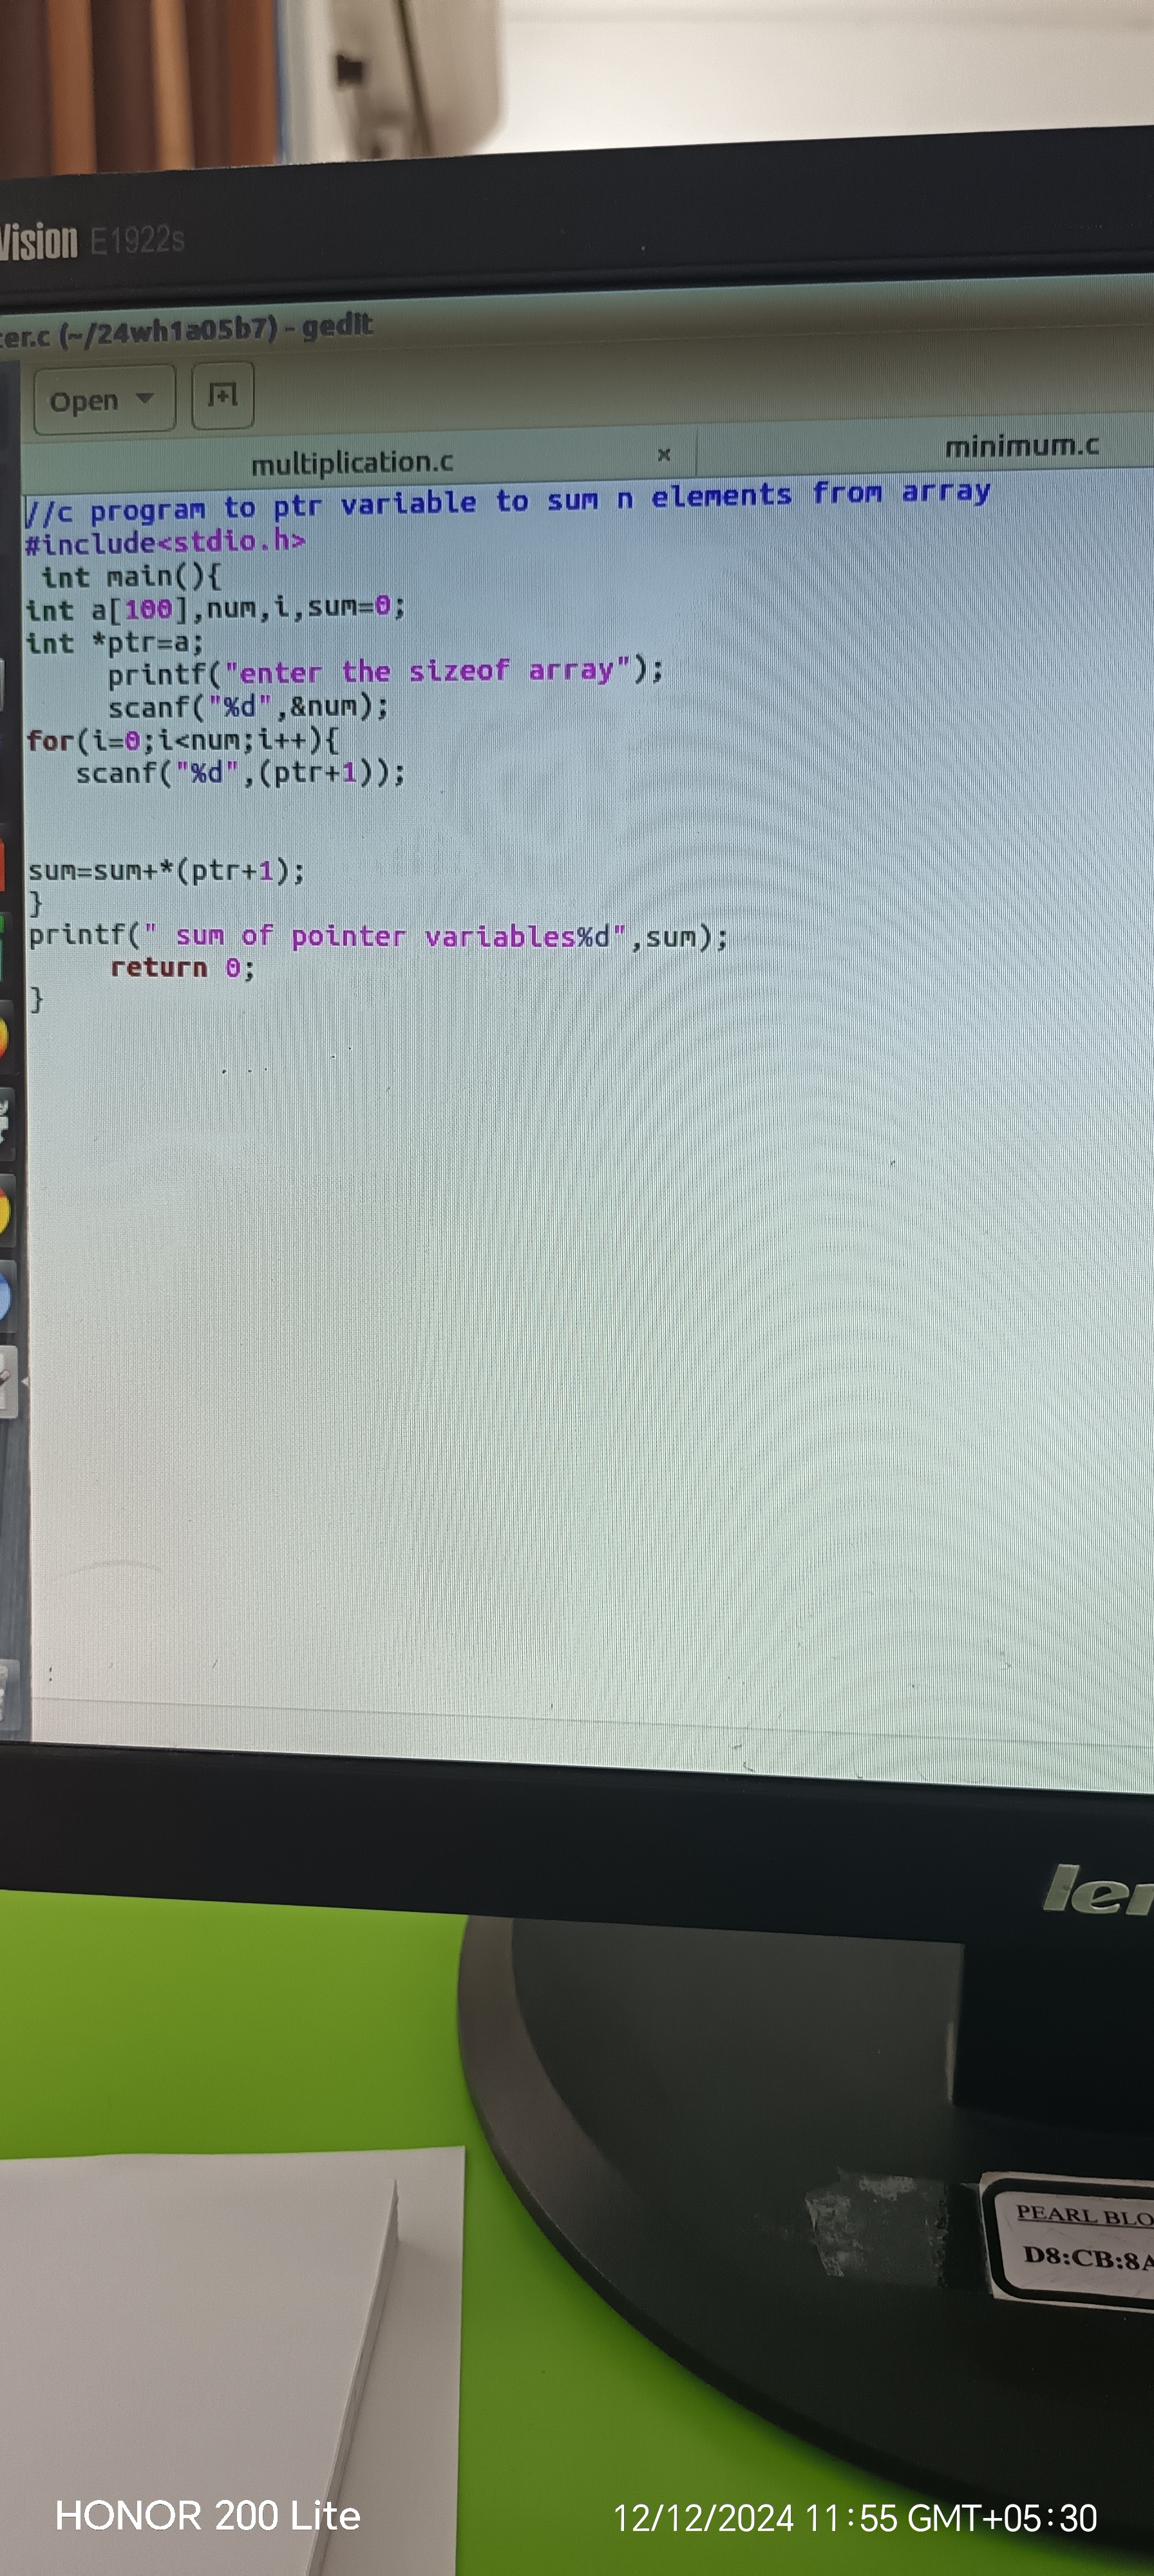 Vision E1922s
er.c (~/24wh1a05b7) - gedit
Open
multiplication.c × minimum.c
//c program to ptr variable to sum n elements from array
#include<stdio.h>
int main(){
int a[100],num,i,sum=0;
int *ptr=a;
printf("enter the sizeof array");
scanf("%d",&num);
for(i=0;i<num;i++){
scanf("%d",(ptr+1));
sum=sum+*(ptr+1);
}
printf(" sum of pointer variables%d",sum);
return 0;
}
len
PEARL BLO
D8:CB:8A
HONOR 200 Lite
12/12/2024 11:55 GMT+05:30